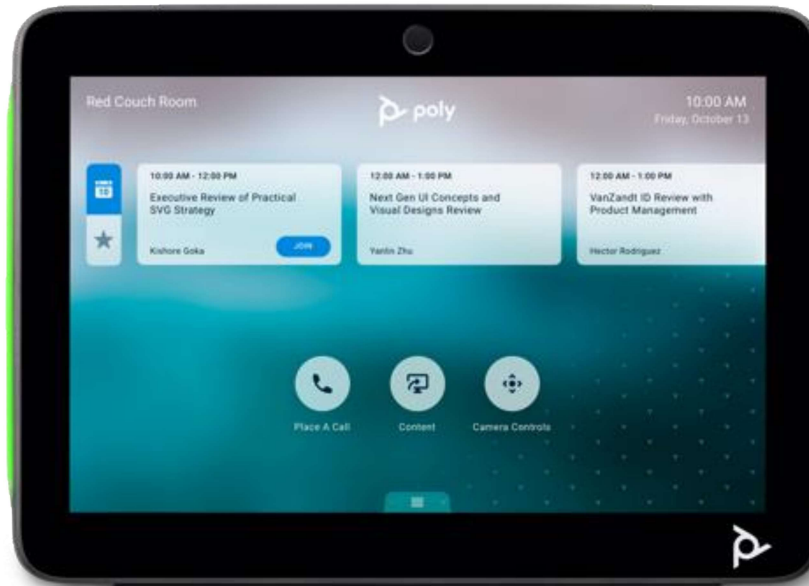 Red Couch Room
poly
10:00 AM
Friday, October 13
10
10:00 AM - 12:00 PM
Executive Review of Practical
SVG Strategy
Kishore Goka
JOIN
12:00 AM - 1:00 PM
Next Gen UI Concepts and
Visual Designs Review
Yantin Zhu
12:00 AM - 1:00 PM
VanZandt ID Review with
Product Management
Hector Rodriguez
Place A Call
Content
Camera Controls